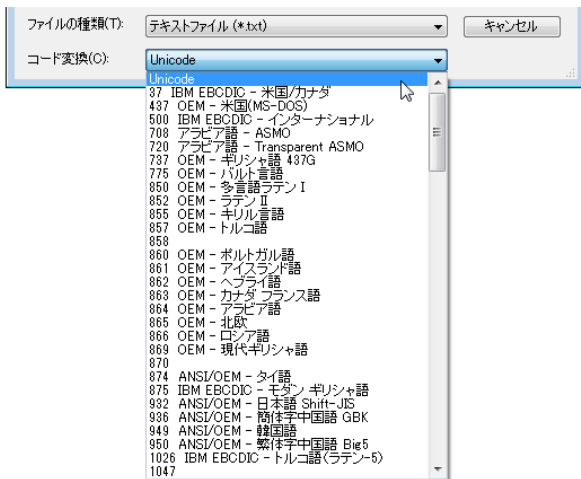 ファイルの種類(T): テキストファイル (*.txt) キャンセル
コード変換(C): Unicode
Unicode
37 IBM EBCDIC - 米国/カナダ
437 OEM - 米国(MS-DOS)
500 IBM EBCDIC - インターナショナル
708 アラビア語 - ASMO
720 アラビア語 - Transparent ASMO
737 OEM - ギリシャ語 437G
775 OEM - バルト言語
850 OEM - 多言語ラテン I
852 OEM - ラテン II
855 OEM - キリル言語
857 OEM - トルコ語
858
860 OEM - ポルトガル語
861 OEM - アイスランド語
862 OEM - ヘブライ語
863 OEM - カナダ フランス語
864 OEM - アラビア語
865 OEM - 北欧
866 OEM - ロシア語
869 OEM - 現代ギリシャ語
870
874 ANSI/OEM - タイ語
875 IBM EBCDIC - モダン ギリシャ語
932 ANSI/OEM - 日本語 Shift-JIS
936 ANSI/OEM - 簡体字中国語 GBK
949 ANSI/OEM - 韓国語
950 ANSI/OEM - 繁体字中国語 Big5
1026 IBM EBCDIC - トルコ語(ラテン-5)
1047